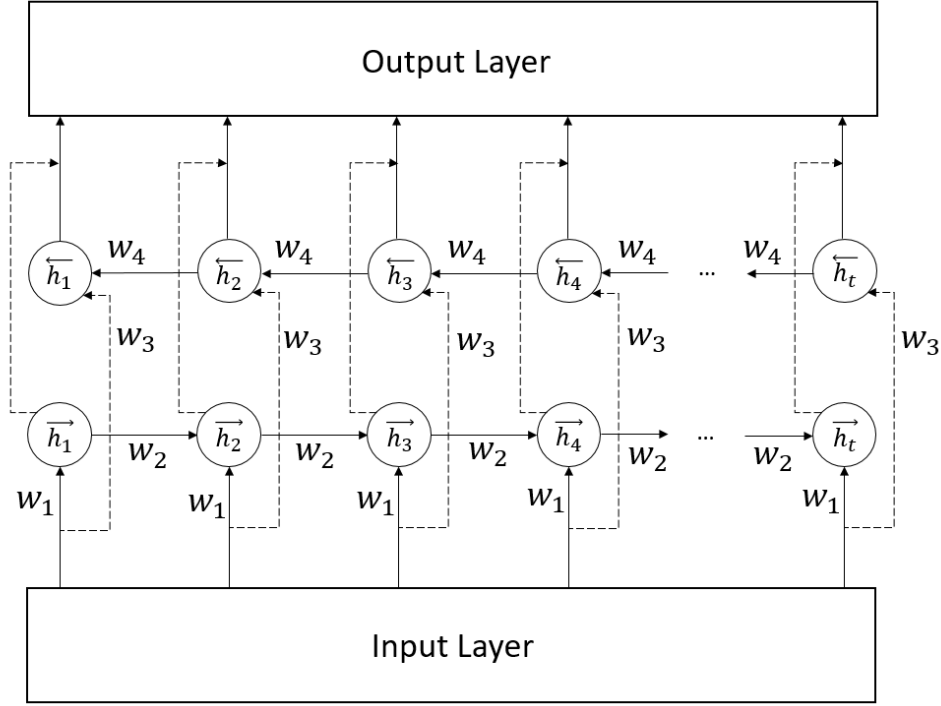 Output Layer
w₄ w₄ w₄ w₄ w₄
←h₁ ←h₂ ←h₃ ←h₄ ... ←hₜ
w₃ w₃ w₃ w₃ w₃
→h₁ →h₂ →h₃ →h₄ ... →hₜ
w₂ w₂ w₂ w₂ w₂
w₁ w₁ w₁ w₁ w₁
Input Layer